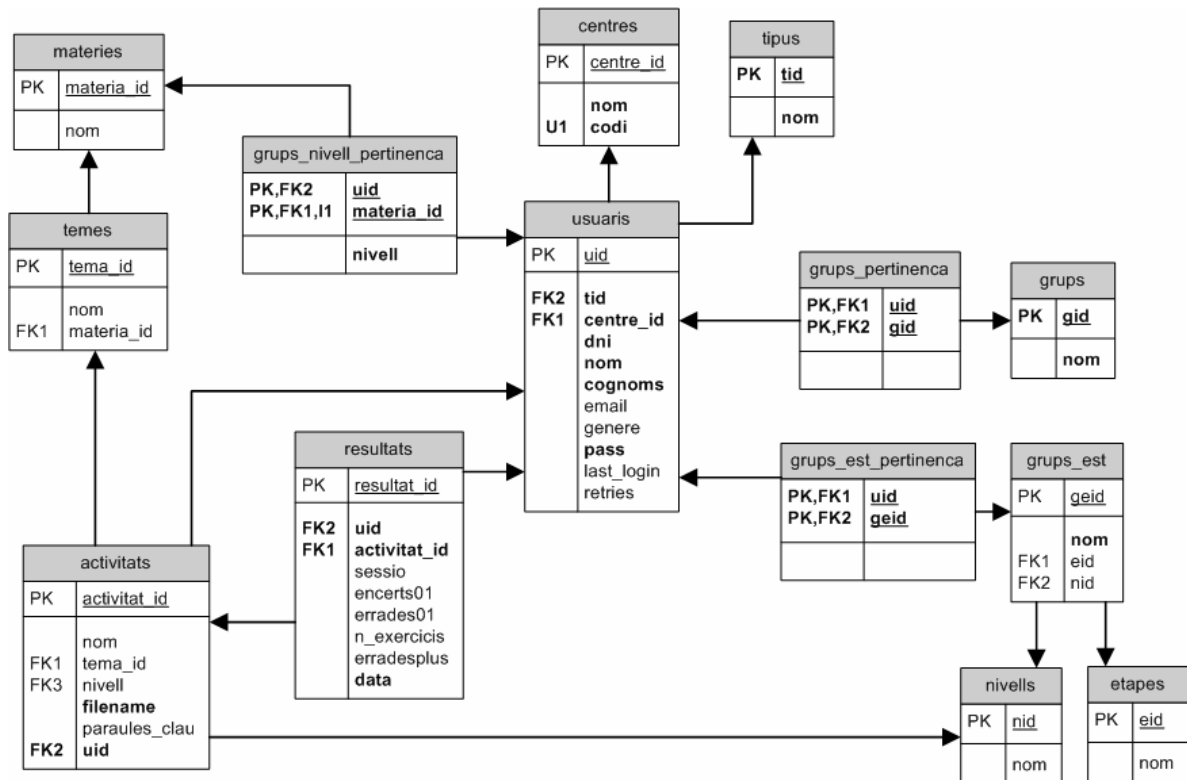 materies
PK materia_id
nom
centres
PK centre_id
nom
U1 codi
tipus
PK tid
nom
grups_nivell_pertinenca
PK,FK2 uid
PK,FK1,I1 materia_id
nivell
temes
PK tema_id
nom
FK1 materia_id
usuaris
PK uid
FK2 tid
FK1 centre_id
dni
nom
cognoms
email
genere
pass
last_login
retries
grups_pertinenca
PK,FK1 uid
PK,FK2 gid
grups
PK gid
nom
resultats
PK resultat_id
FK2 uid
FK1 activitat_id
sessio
encerts01
errades01
n_exercicis
erradesplus
data
grups_est_pertinenca
PK,FK1 uid
PK,FK2 geid
grups_est
PK geid
nom
FK1 eid
FK2 nid
activitats
PK activitat_id
nom
FK1 tema_id
FK3 nivell
filename
paraules_clau
FK2 uid
nivells
PK nid
nom
etapes
PK eid
nom